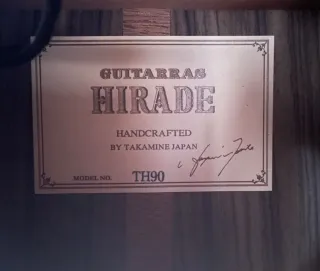 GUITARRAS
HIRADE
HANDCRAFTED
BY TAKAMINE JAPAN
MODEL NO. TH90